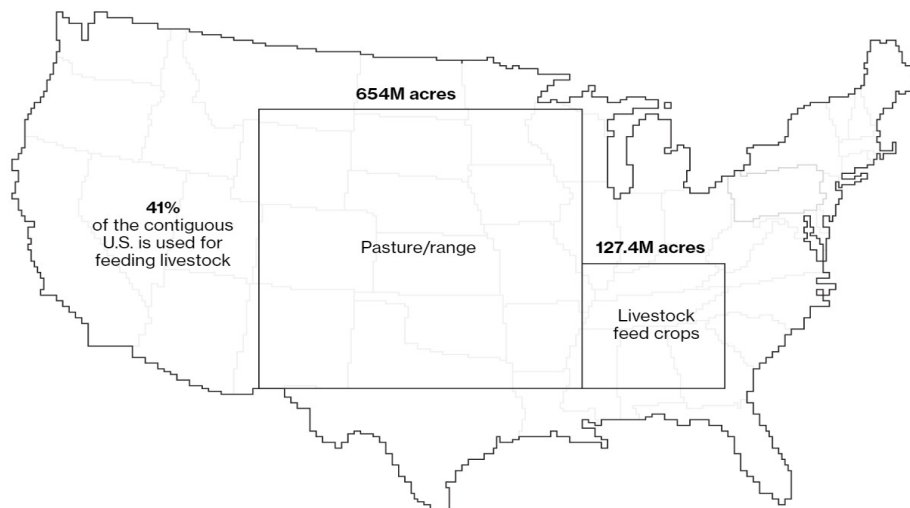 654M acres
41%
of the contiguous
U.S. is used for
feeding livestock
Pasture/range
127.4M acres
Livestock
feed crops